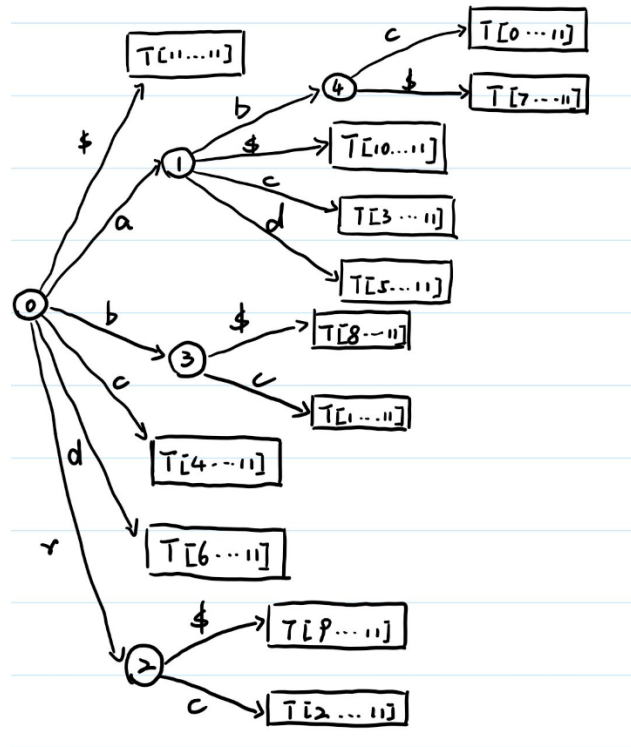 c
T[0....11]
4
T[11.....11]
$
T[7...11]
b
$
1
$
T[10...11]
c
T[3....11]
a
d
T[5...11]
0
b
$
T[8...11]
3
c
T[1....11]
c
T[4....11]
d
T[6....11]
r
$
T[9....11]
2
c
T[2....11]